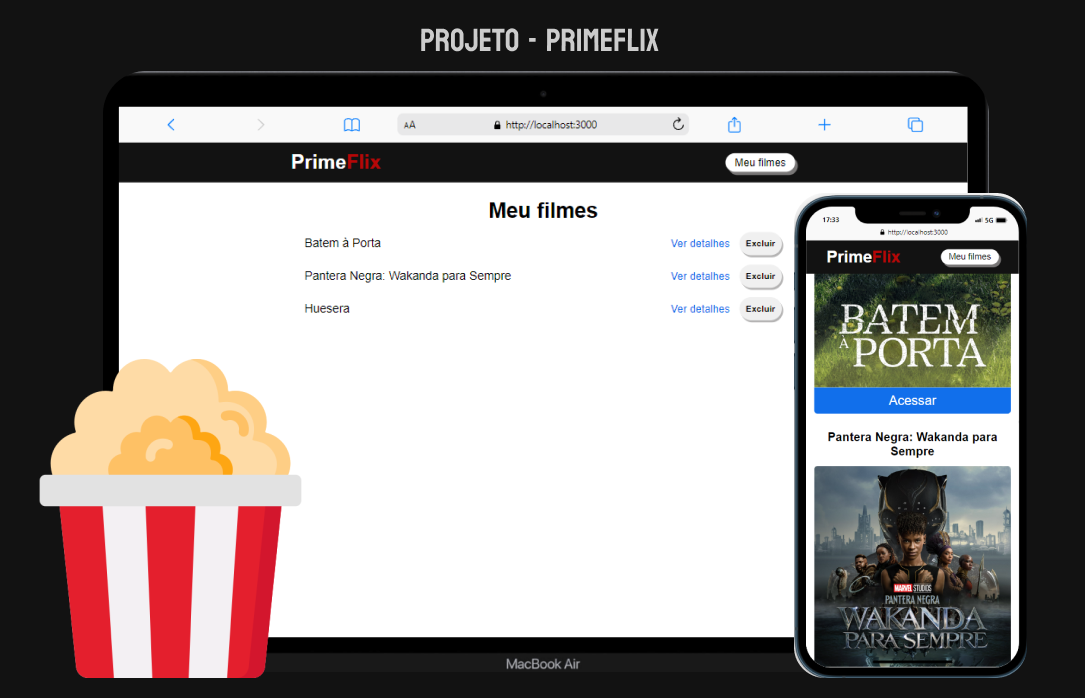 PROJETO - PRIMEFLIX
AA
http://localhost:3000
PrimeFlix
Meu filmes
Meu filmes
Batem à Porta
Ver detalhes
Excluir
Pantera Negra: Wakanda para Sempre
Ver detalhes
Excluir
Huesera
Ver detalhes
Excluir
MacBook Air
17:33
5G
http://localhost:3000
PrimeFlix
Meu filmes
BATEM
À PORTA
Acessar
Pantera Negra: Wakanda para
Sempre
MARVEL STUDIOS
PANTERA NEGRA
WAKANDA
PARA SEMPRE